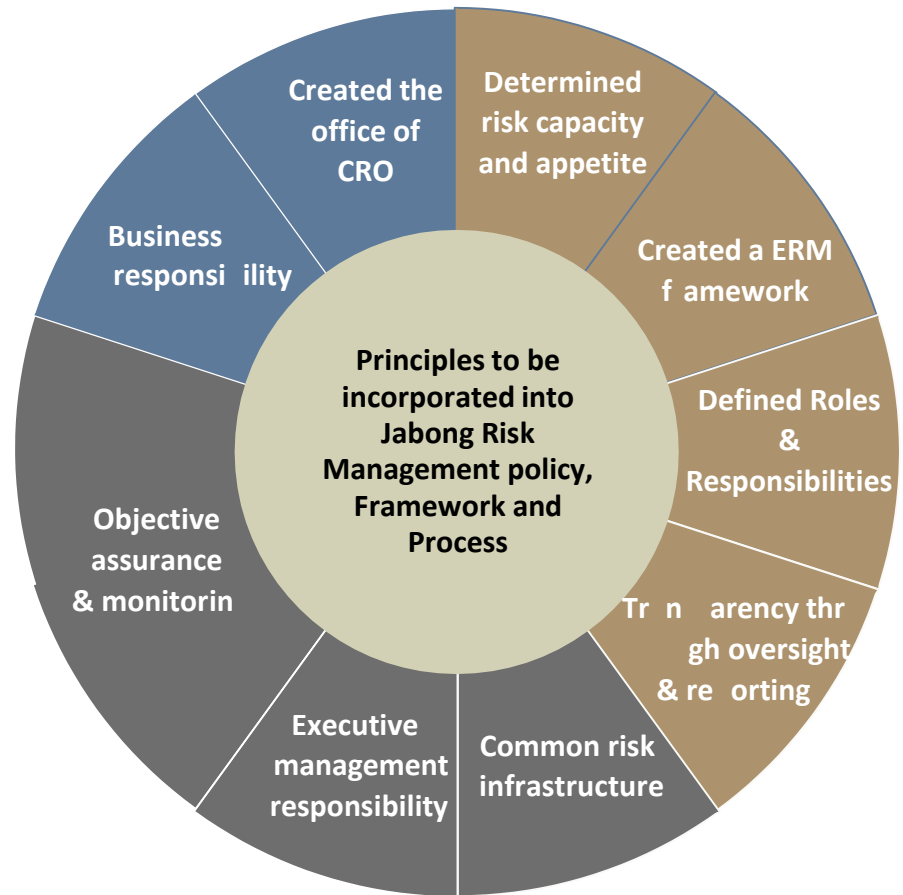 Created the
office of
CRO
Determined
risk capacity
and appetite
Created a ERM
f amework
Defined Roles
&
Responsibilities
Tr n arency thr
gh oversight
& re orting
Common risk
infrastructure
Executive
management
responsibility
Objective
assurance
& monitorin
Business
responsi ility
Principles to be
incorporated into
Jabong Risk
Management policy,
Framework and
Process